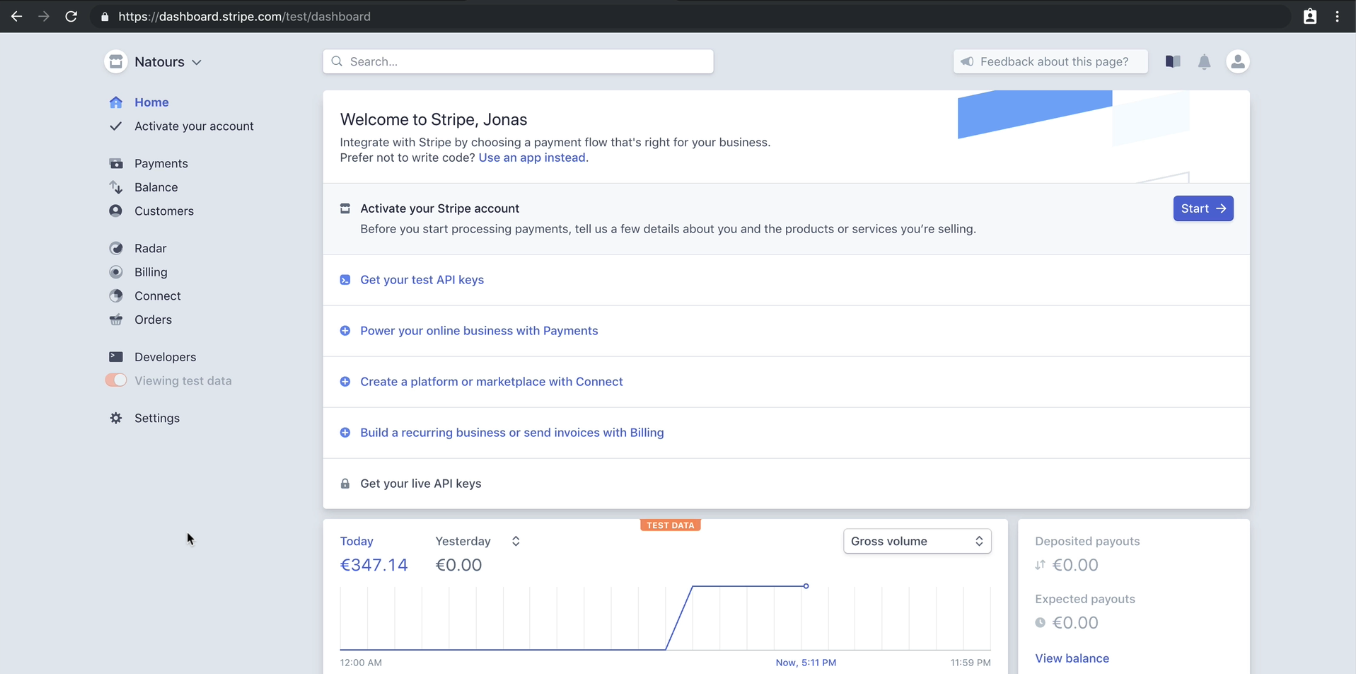 https://dashboard.stripe.com/test/dashboard
Natours
Search...
Feedback about this page?
Home
Activate your account
Payments
Balance
Customers
Radar
Billing
Connect
Orders
Developers
Viewing test data
Settings
Welcome to Stripe, Jonas
Integrate with Stripe by choosing a payment flow that's right for your business.
Prefer not to write code? Use an app instead.
Activate your Stripe account
Start →
Before you start processing payments, tell us a few details about you and the products or services you’re selling.
Get your test API keys
Power your online business with Payments
Create a platform or marketplace with Connect
Build a recurring business or send invoices with Billing
Get your live API keys
TEST DATA
Today
Yesterday
Gross volume
€347.14
€0.00
12:00 AM
Now, 5:11 PM
11:59 PM
Deposited payouts
€0.00
Expected payouts
€0.00
View balance